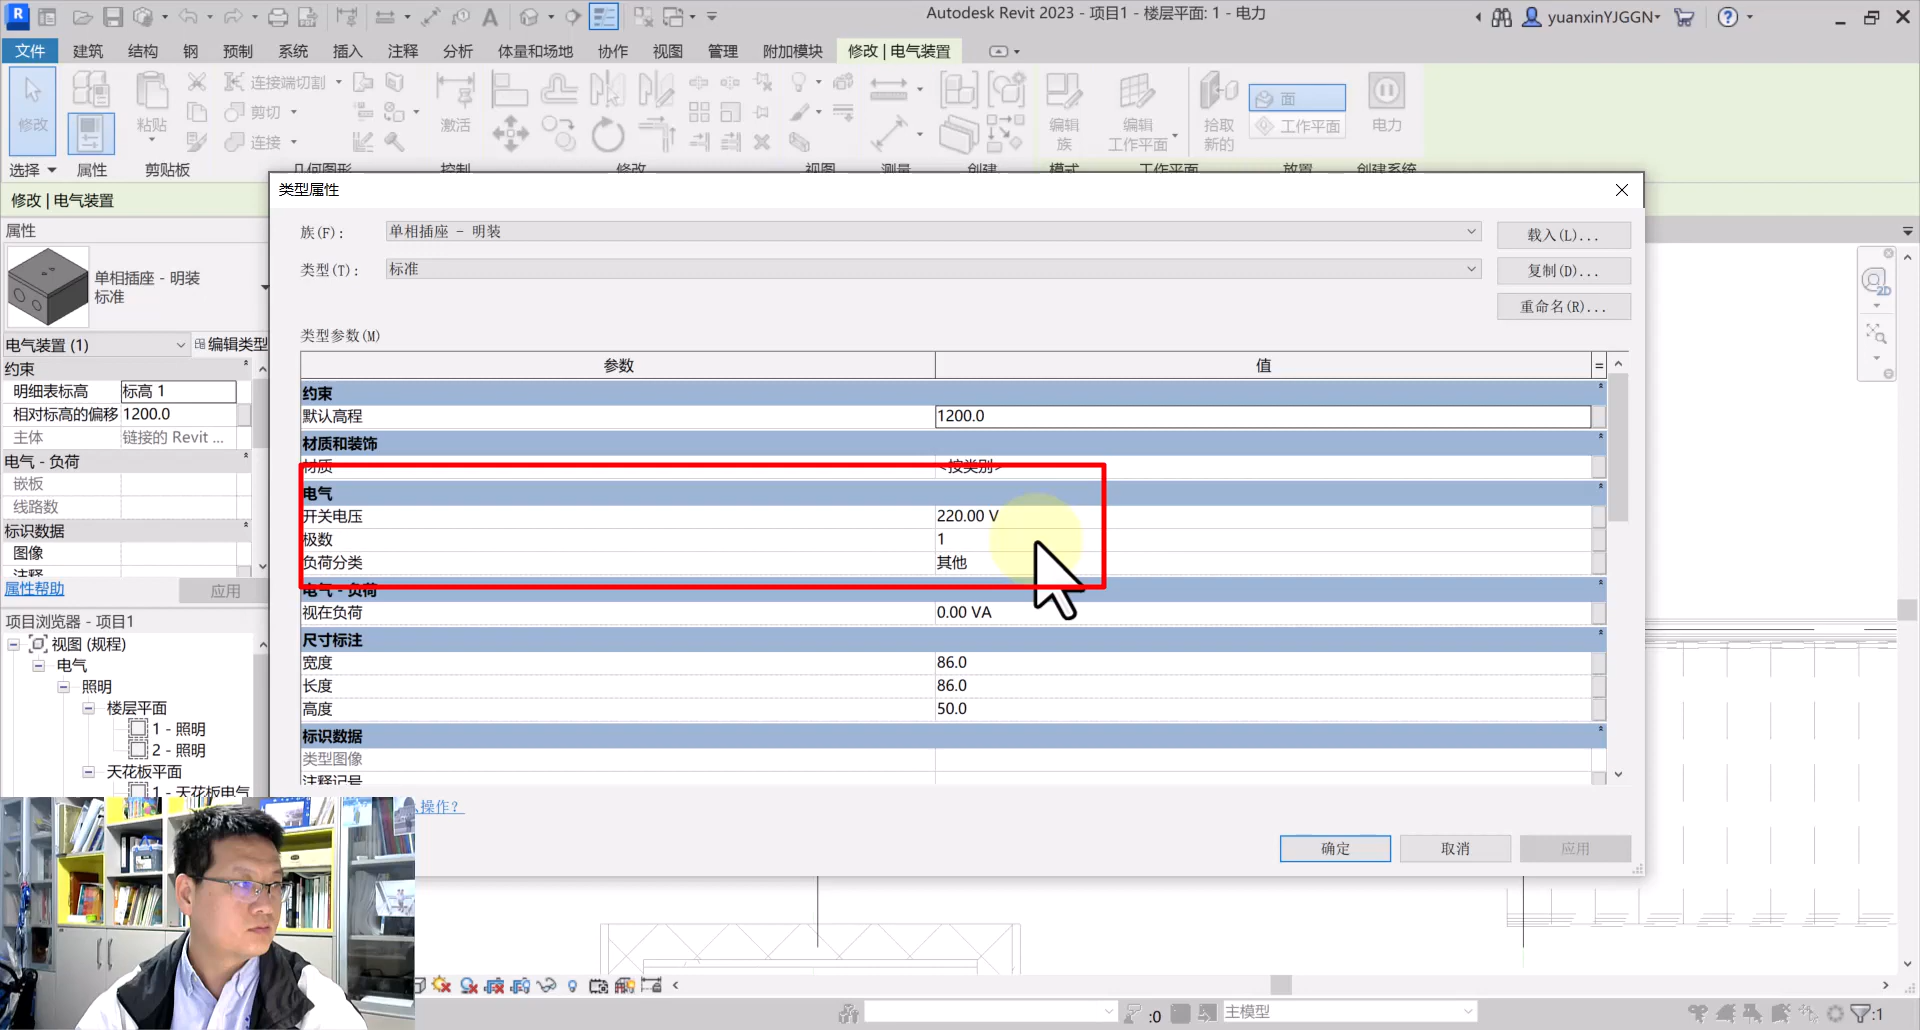 Autodesk Revit 2023 - 项目1 - 楼层平面: 1 - 电力
yuanxinYJGGN
文件 建筑 结构 钢 预制 系统 插入 注释 分析 体量和场地 协作 视图 管理 附加模块 修改 | 电气装置
修改 粘贴 连接端切割 剪切 连接 激活 编辑族 编辑工作平面 拾取新的 面 工作平面 电力
选择 属性 剪贴板 几何图形 控制 修改 视图 测量 创建 模式 工作平面 放置 创建系统
修改 | 电气装置
属性
单相插座 - 明装
标准
电气装置 (1) 编辑类型
约束
明细表标高 标高 1
相对标高的偏移 1200.0
主体 链接的 Revit ...
电气 - 负荷
嵌板
线路数
标识数据
图像
注释
属性帮助 应用
项目浏览器 - 项目1
视图 (规程)
电气
照明
楼层平面
1 - 照明
2 - 照明
天花板平面
1 - 天花板电气
类型属性
族(F): 单相插座 - 明装 载入(L)...
类型(T): 标准 复制(D)...
重命名(R)...
类型参数(M)
参数 值 =
约束
默认高程 1200.0
材质和装饰
材质 <按类别>
电气
开关电压 220.00 V
极数 1
负荷分类 其他
电气 - 负荷
视在负荷 0.00 VA
尺寸标注
宽度 86.0
长度 86.0
高度 50.0
标识数据
类型图像
注释记号
操作?
确定 取消 应用
2D
:0 主模型 :1